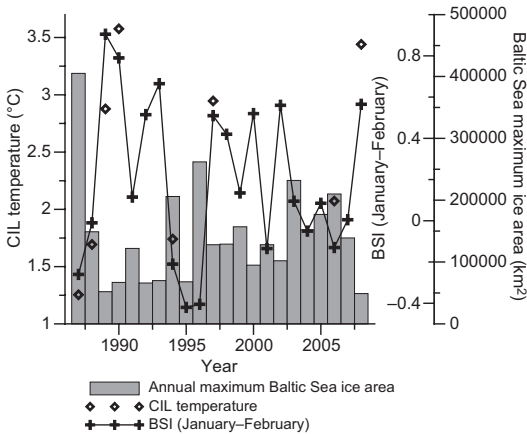 CIL temperature (°C)
3.5
3
2.5
2
1.5
1
1990
1995
2000
2005
Year
BSI (January–February)
0.8
0.4
0
–0.4
Baltic Sea maximum
ice area (km²)
500000
400000
300000
200000
100000
0
Annual maximum Baltic Sea ice area
CIL temperature
BSI (January–February)